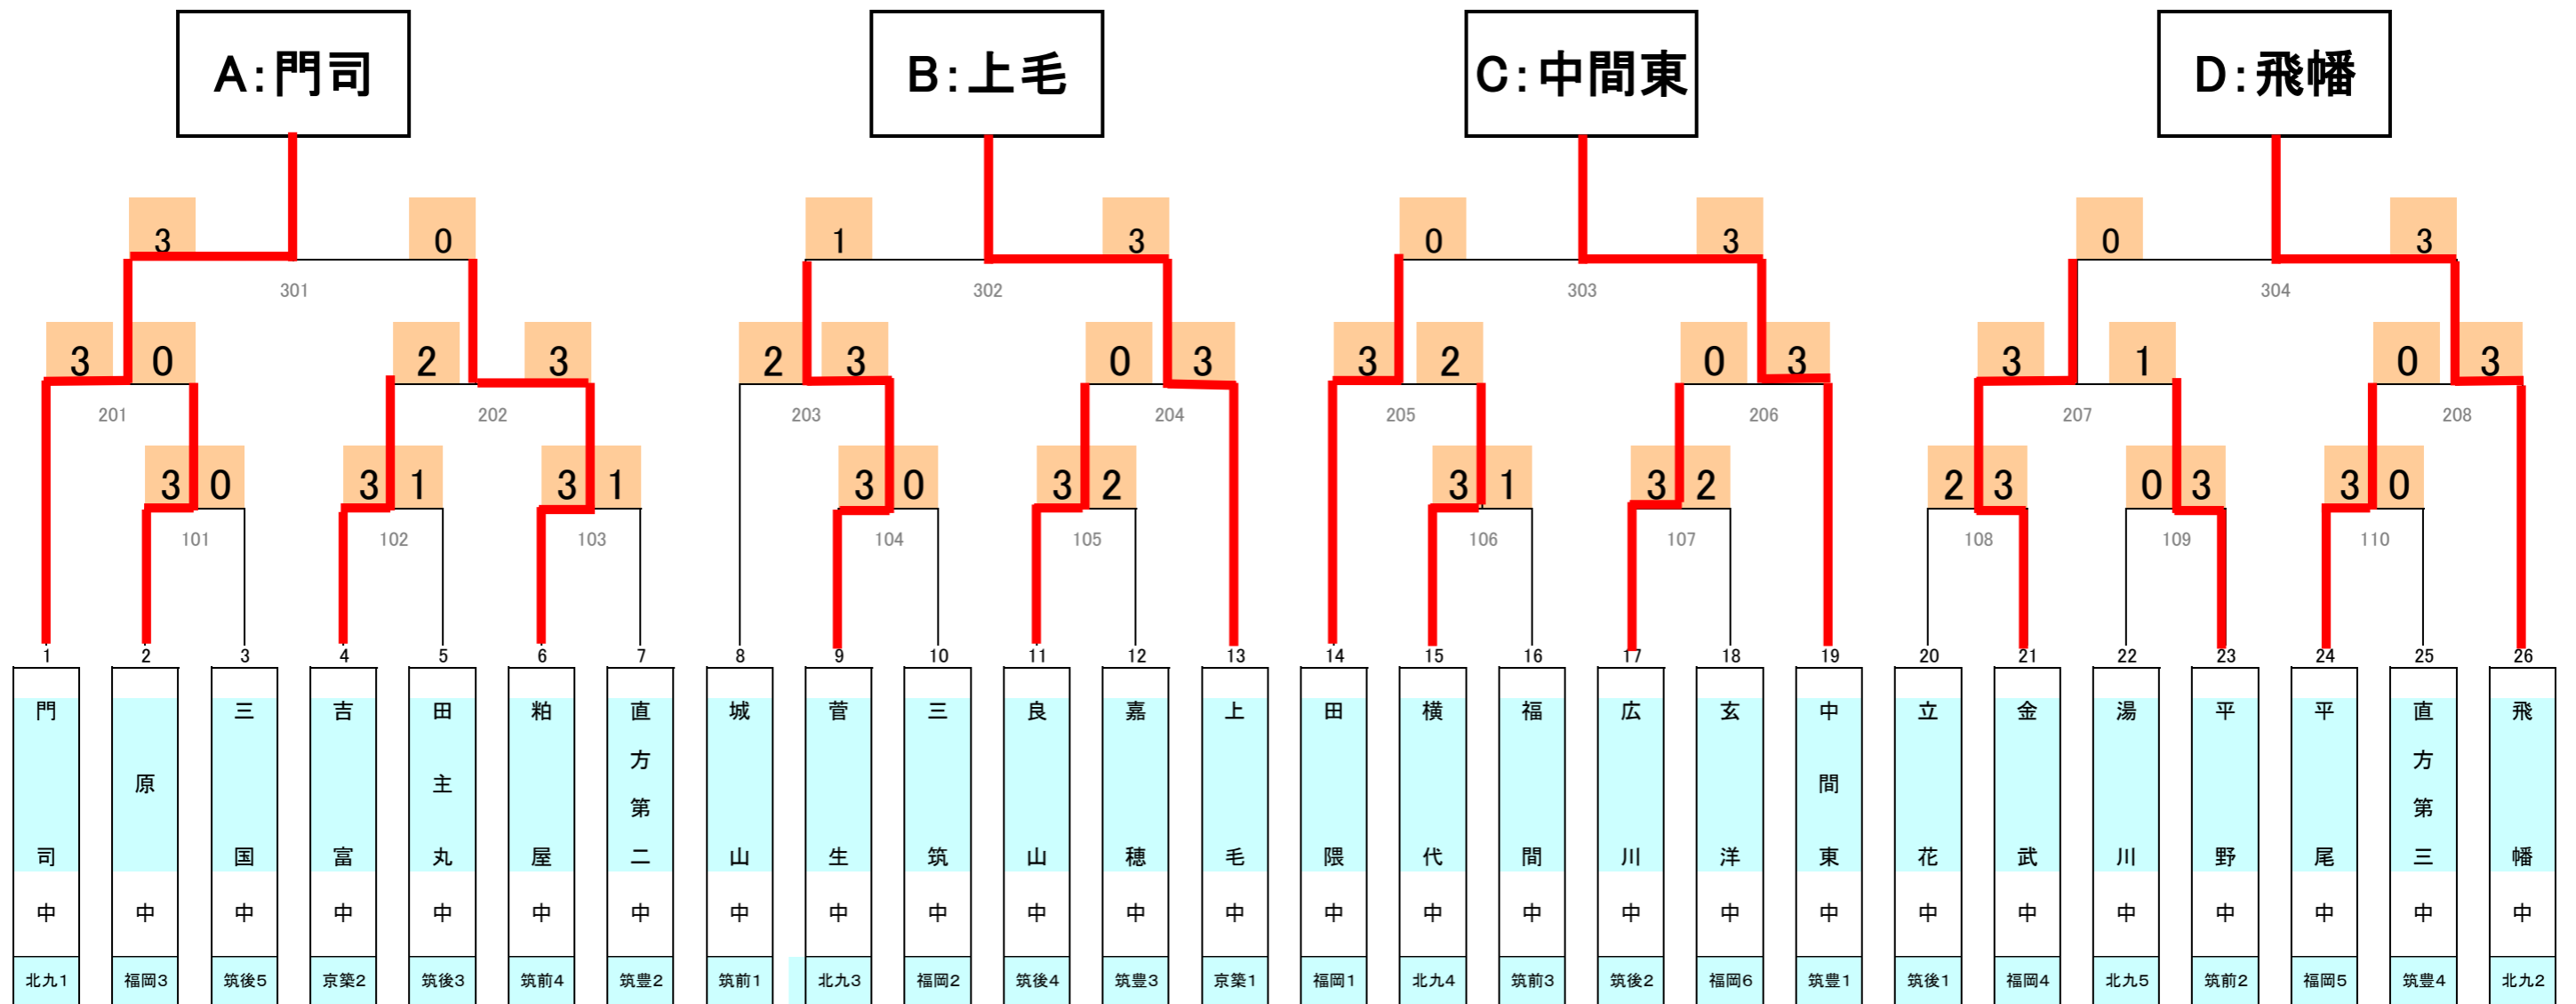 A:門司 B:上毛 C:中間東 D:飛幡
3 0 1 3 0 3 0 3
301 302 303 304
3 0 2 3 2 3 0 3 3 2 0 3 3 1 0 3
201 202 203 204 205 206 207 208
3 0 3 1 3 1 3 0 3 2 3 1 3 2 2 3 0 3 3 0
101 102 103 104 105 106 107 108 109 110
1 2 3 4 5 6 7 8 9 10 11 12 13 14 15 16 17 18 19 20 21 22 23 24 25 26
門司中
原中
三国中
吉富中
田主丸中
粕屋中
直方第二中
城山中
菅生中
三筑中
良山中
嘉穂中
上毛中
田隈中
横代中
福間中
広川中
玄洋中
中間東中
立花中
金武中
湯川中
平野中
平尾中
直方第三中
飛幡中
北九1 福岡3 筑後5 京築2 筑後3 筑前4 筑豊2 筑前1 北九3 福岡2 筑後4 筑豊3 京築1 福岡1 北九4 筑前3 筑後2 福岡6 筑豊1 筑後1 福岡4 北九5 筑前2 福岡5 筑豊4 北九2